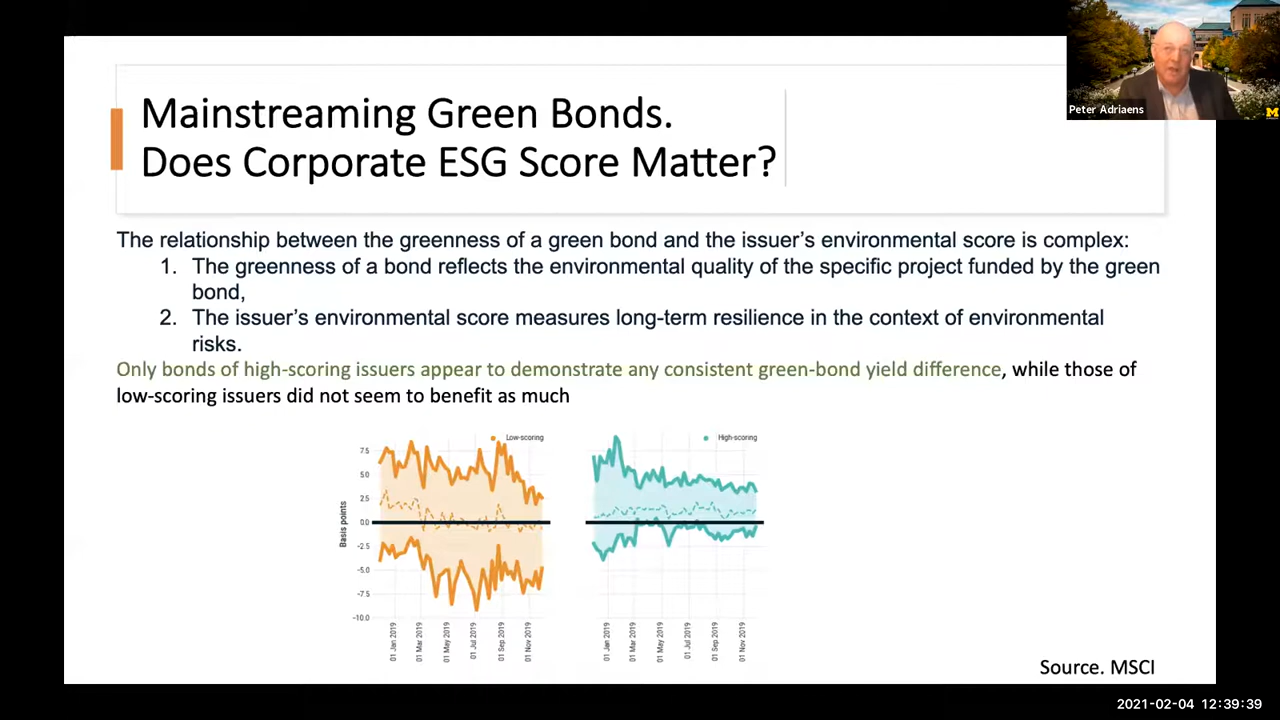 Peter Adriaens
M
Mainstreaming Green Bonds.
Does Corporate ESG Score Matter?
The relationship between the greenness of a green bond and the issuer's environmental score is complex:
1. The greenness of a bond reflects the environmental quality of the specific project funded by the green
bond,
2. The issuer's environmental score measures long-term resilience in the context of environmental
risks.
Only bonds of high-scoring issuers appear to demonstrate any consistent green-bond yield difference, while those of
low-scoring issuers did not seem to benefit as much
Low-scoring
High-scoring
Basis points
7.5
5.0
2.5
0.0
-2.5
-5.0
-7.5
-10.0
01 Jan 2019
01 Mar 2019
01 May 2019
01 Jul 2019
01 Sep 2019
01 Nov 2019
01 Jan 2019
01 Mar 2019
01 May 2019
01 Jul 2019
01 Sep 2019
01 Nov 2019
Source. MSCI
2021-02-04 12:39:39